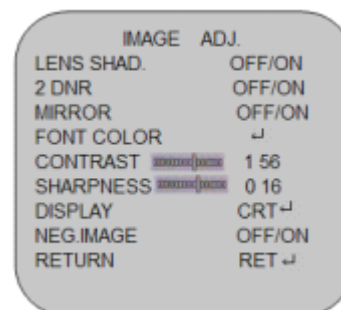 IMAGE ADJ.
LENS SHAD. OFF/ON
2 DNR OFF/ON
MIRROR OFF/ON
FONT COLOR ↵
CONTRAST 1 56
SHARPNESS 0 16
DISPLAY CRT↵
NEG.IMAGE OFF/ON
RETURN RET ↵